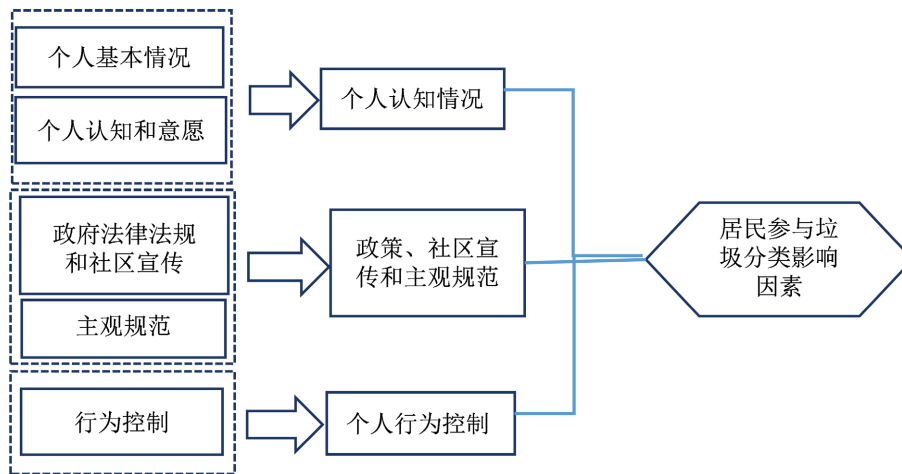 个人基本情况
个人认知和意愿
个人认知情况
政府法律法规
和社区宣传
主观规范
政策、社区宣
传和主观规范
居民参与垃
圾分类影响
因素
行为控制
个人行为控制